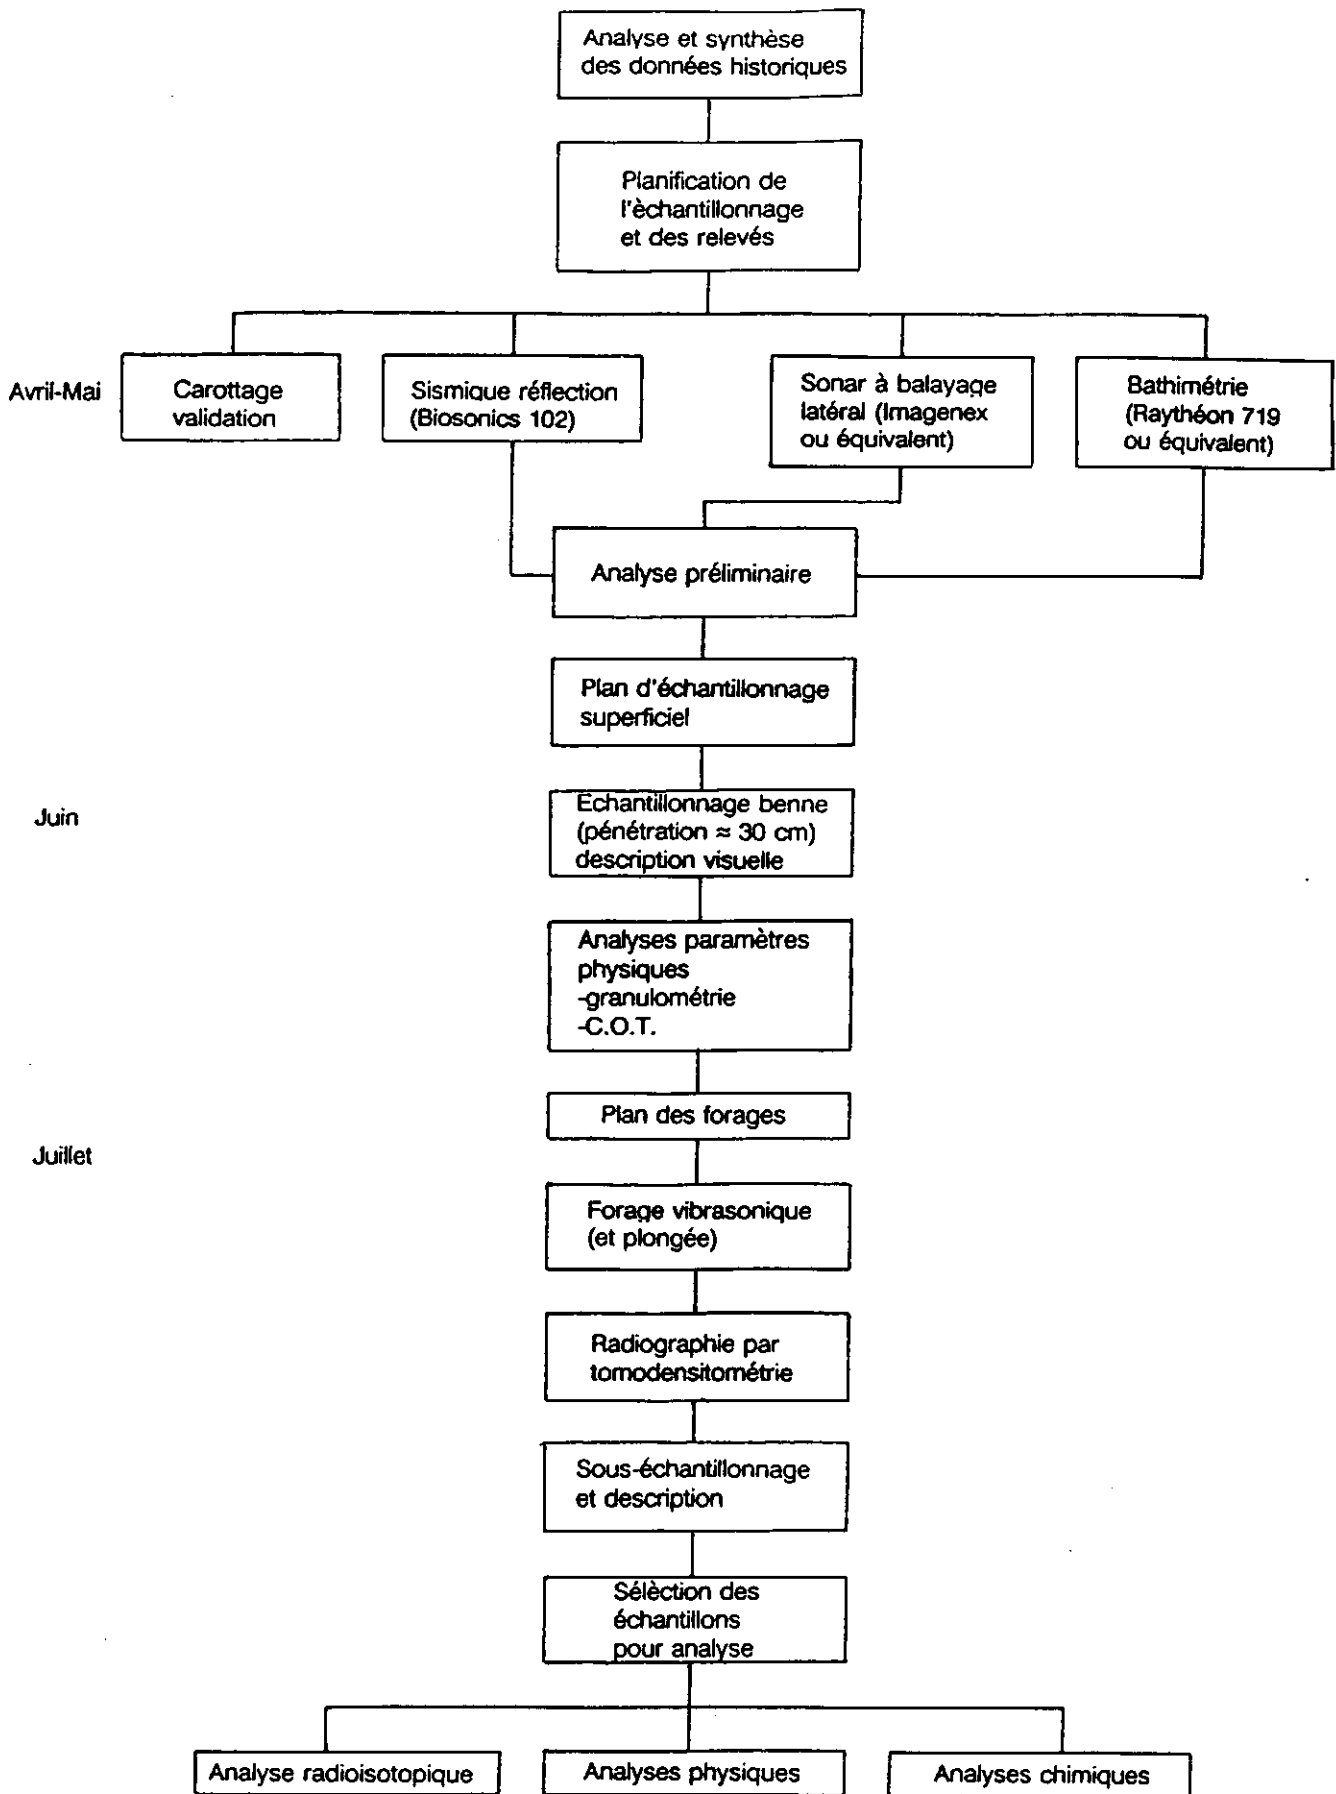 Analyse et synthèse
des données historiques
Planification de
l'èchantillonnage
et des relevés
Avril-Mai
Carottage
validation
Sismique réflection
(Biosonics 102)
Sonar à balayage
latéral (Imagenex
ou équivalent)
Bathimétrie
(Raythéon 719
ou équivalent)
Analyse préliminaire
Plan d'échantillonnage
superficiel
Juin
Echantillonnage benne
(pénétration ≈ 30 cm)
description visuelle
Analyses paramètres
physiques
-granulométrie
-C.O.T.
Plan des forages
Juillet
Forage vibrasonique
(et plongée)
Radiographie par
tomodensitométrie
Sous-échantillonnage
et description
Sélèction des
échantillons
pour analyse
Analyse radioisotopique
Analyses physiques
Analyses chimiques